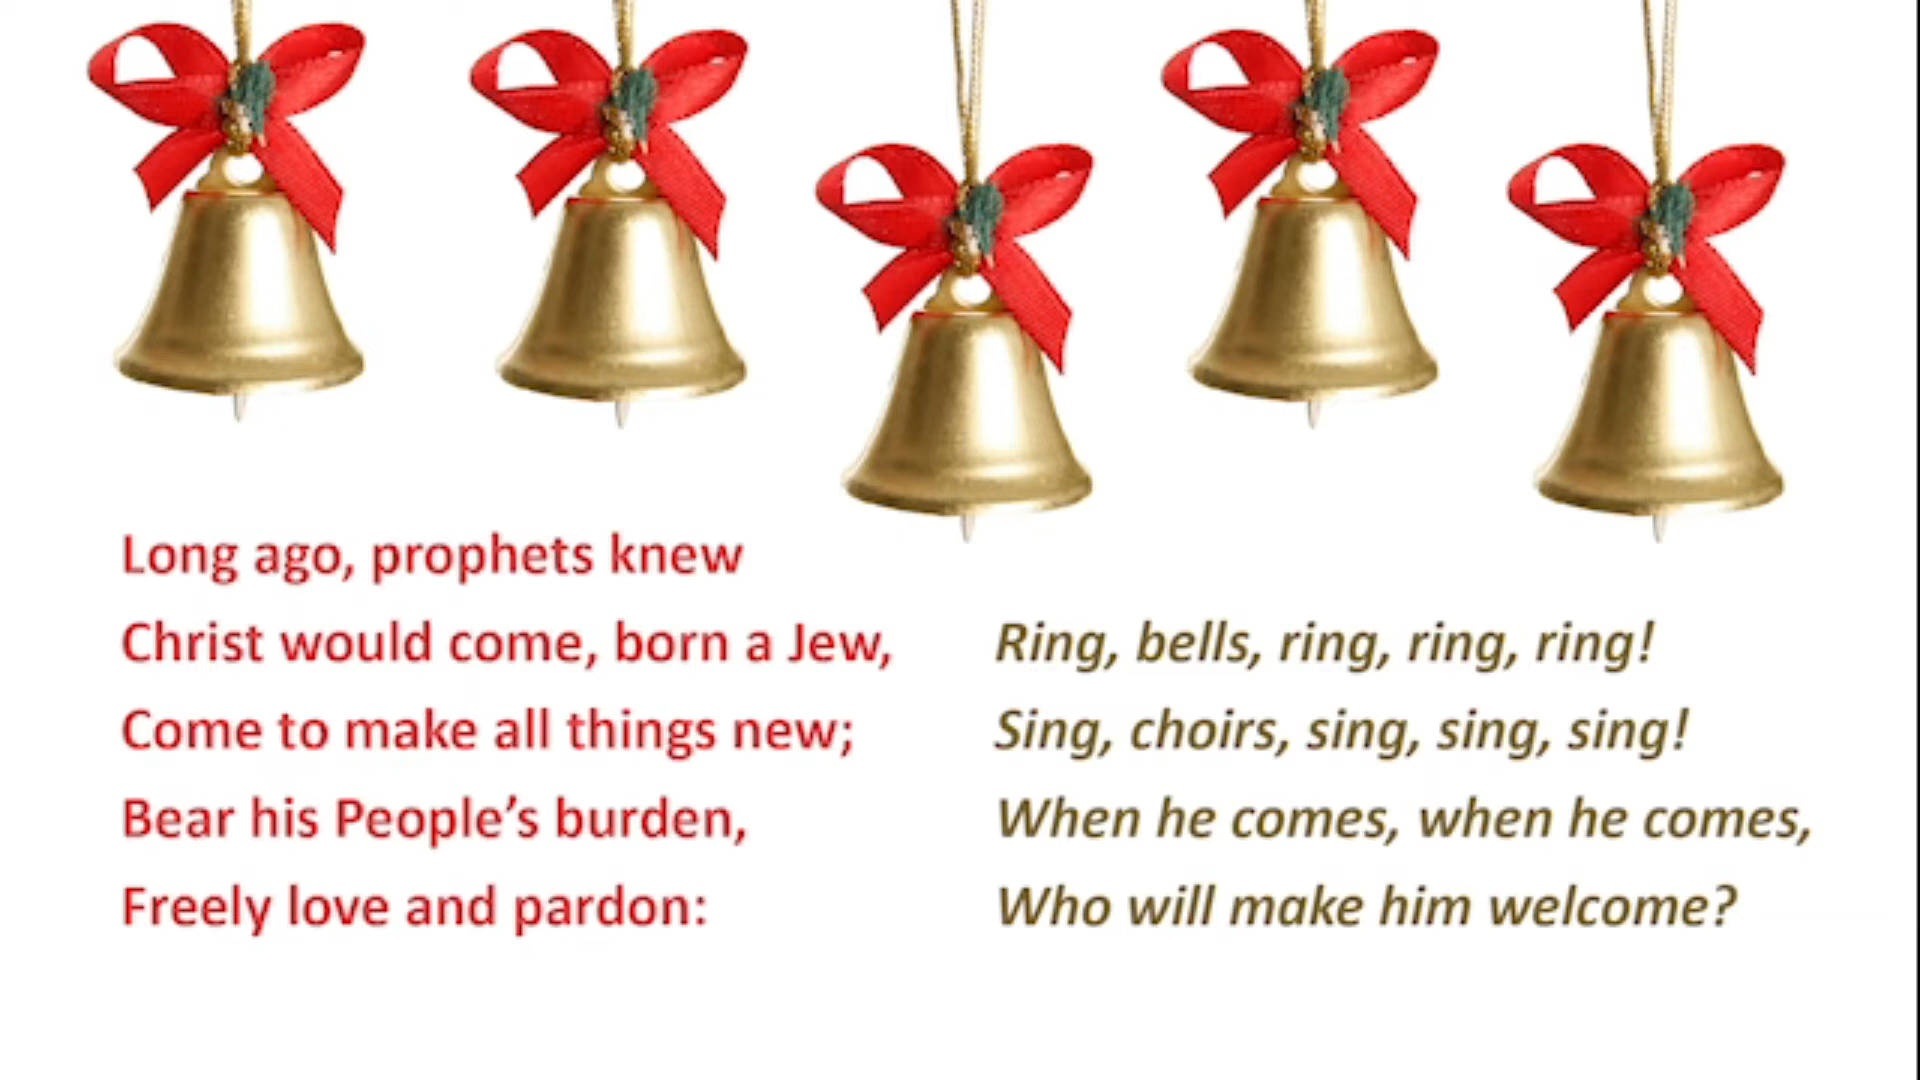 Long ago, prophets knew
Christ would come, born a Jew,
Come to make all things new;
Bear his People’s burden,
Freely love and pardon:
Ring, bells, ring, ring, ring!
Sing, choirs, sing, sing, sing!
When he comes, when he comes,
Who will make him welcome?